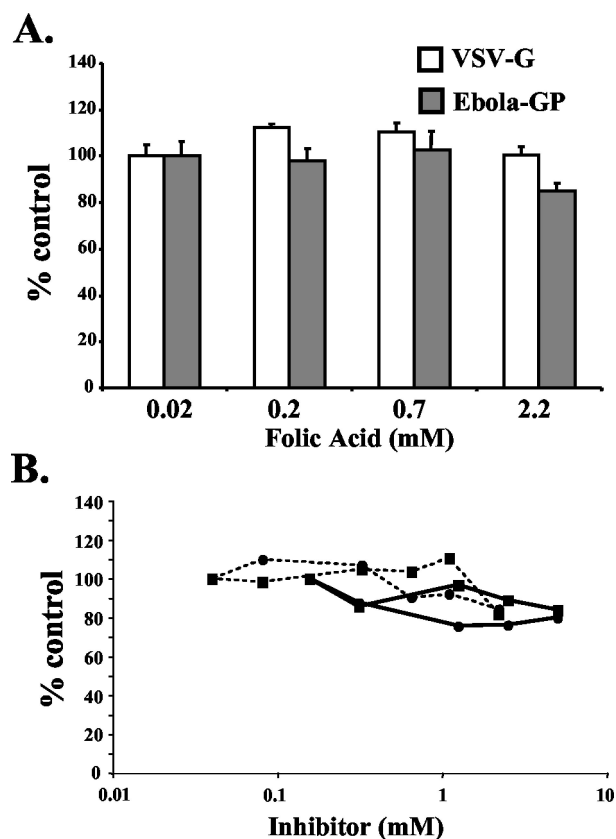 A.
VSV-G
Ebola-GP
140
120
100
80
60
40
20
0
% control
0.02 0.2 0.7 2.2
Folic Acid (mM)
B.
140
120
100
80
60
40
20
0
% control
0.01 0.1 1 10
Inhibitor (mM)